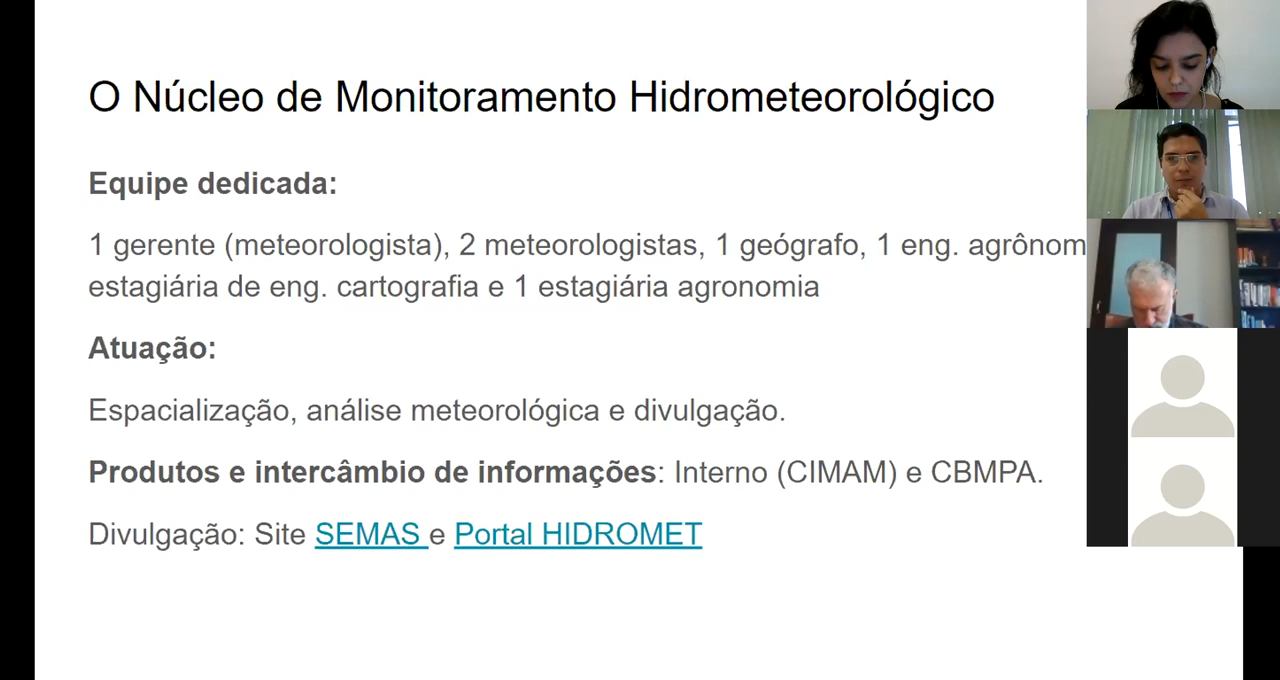 O Núcleo de Monitoramento Hidrometeorológico
Equipe dedicada:
1 gerente (meteorologista), 2 meteorologistas, 1 geógrafo, 1 eng. agrônom
estagiária de eng. cartografia e 1 estagiária agronomia
Atuação:
Espacialização, análise meteorológica e divulgação.
Produtos e intercâmbio de informações: Interno (CIMAM) e CBMPA.
Divulgação: Site SEMAS e Portal HIDROMET